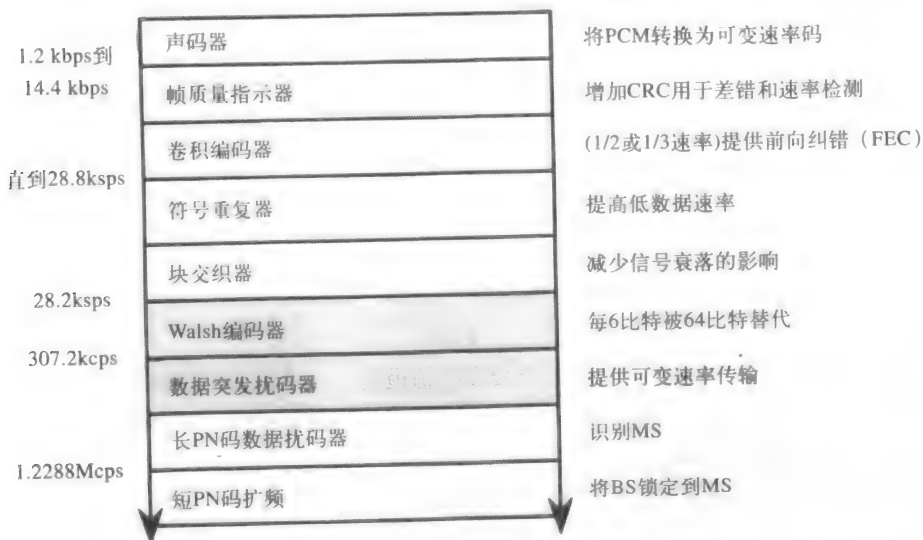 声码器 将PCM转换为可变速率码
1.2 kbps到
14.4 kbps
帧质量指示器 增加CRC用于差错和速率检测
卷积编码器 (1/2或1/3速率)提供前向纠错（FEC）
直到28.8ksps
符号重复器 提高低数据速率
块交织器 减少信号衰落的影响
28.2ksps
Walsh编码器 每6比特被64比特替代
307.2kcps
数据突发扰码器 提供可变速率传输
长PN码数据扰码器 识别MS
1.2288Mcps
短PN码扩频 将BS锁定到MS